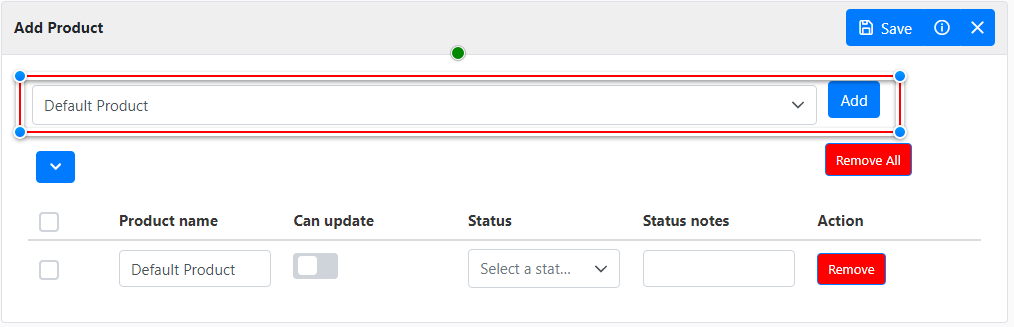 Add Product
Save
Default Product
Add
Remove All
Product name Can update Status Status notes Action
Default Product Select a stat... Remove